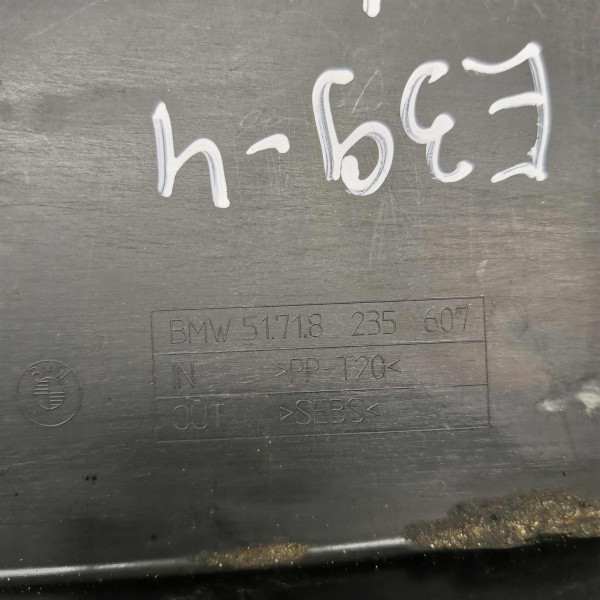 E39-4
BMW 51.71.8 235 607
IN >PP-T20<
OUT >SEBS<